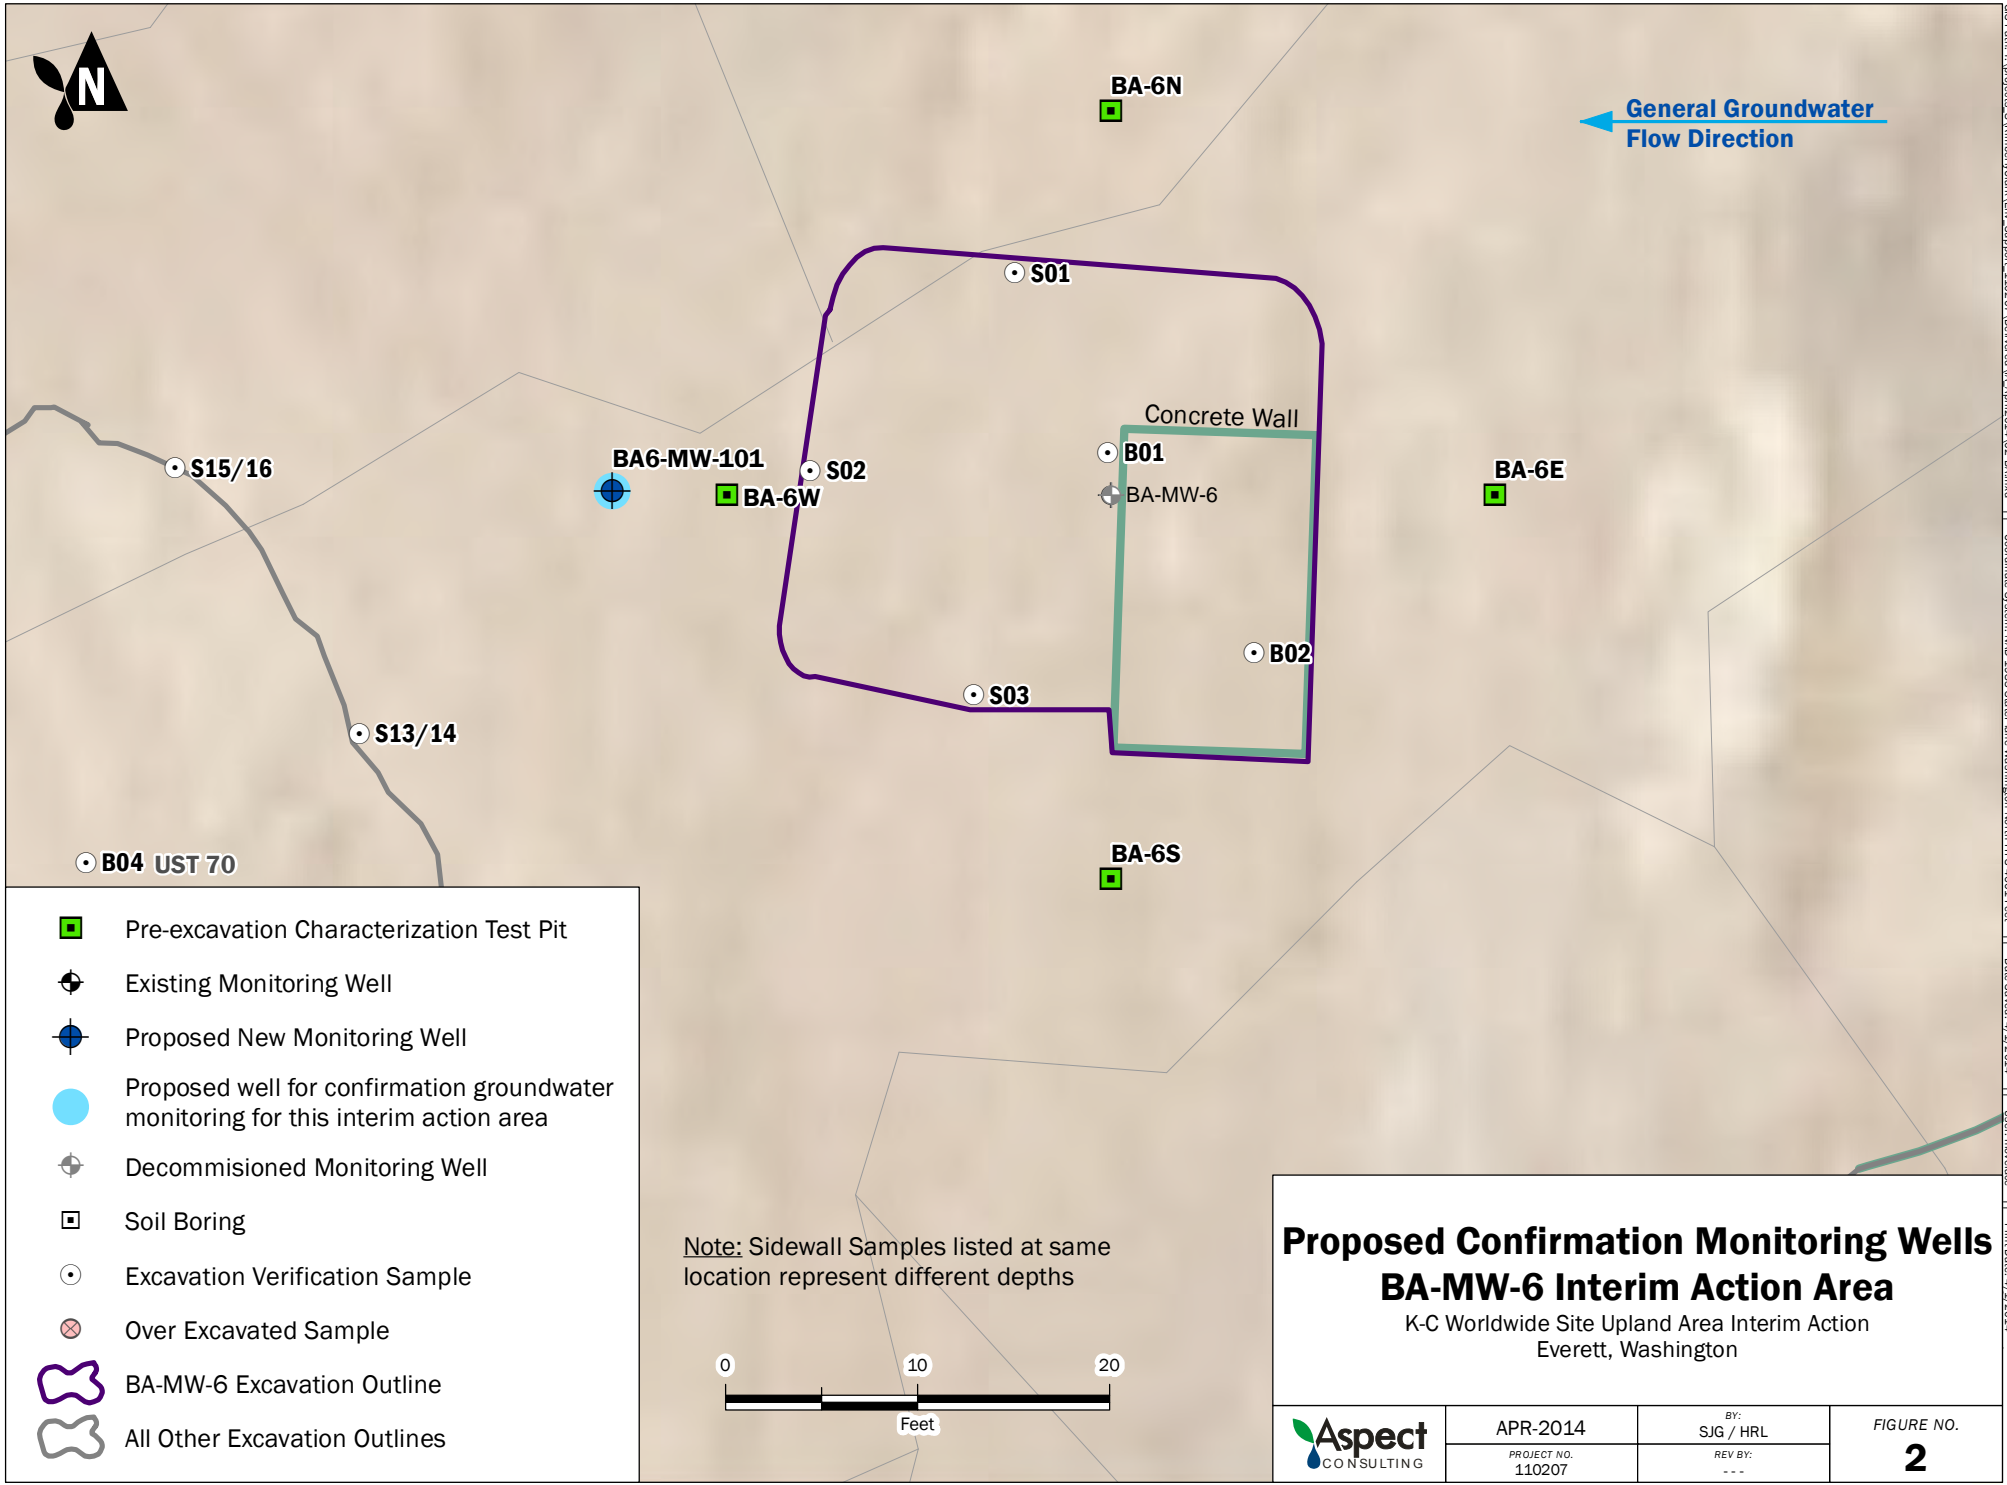 N
BA-6N
General Groundwater
Flow Direction
S01
Concrete Wall
B01
BA-MW-6
S02
BA6-MW-101
BA-6W
BA-6E
S15/16
B02
S03
S13/14
BA-6S
B04 UST 70
Pre-excavation Characterization Test Pit
Existing Monitoring Well
Proposed New Monitoring Well
Proposed well for confirmation groundwater
monitoring for this interim action area
Decommisioned Monitoring Well
Soil Boring
Excavation Verification Sample
Over Excavated Sample
BA-MW-6 Excavation Outline
All Other Excavation Outlines
Note: Sidewall Samples listed at same
location represent different depths
0 10 20
Feet
Proposed Confirmation Monitoring Wells
BA-MW-6 Interim Action Area
K-C Worldwide Site Upland Area Interim Action
Everett, Washington
Aspect
CONSULTING
APR-2014
PROJECT NO.
110207
BY:
SJG / HRL
REV BY:
- - -
FIGURE NO.
2